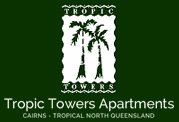 TROPIC
TOWERS
Tropic Towers Apartments
CAIRNS - TROPICAL NORTH QUEENSLAND